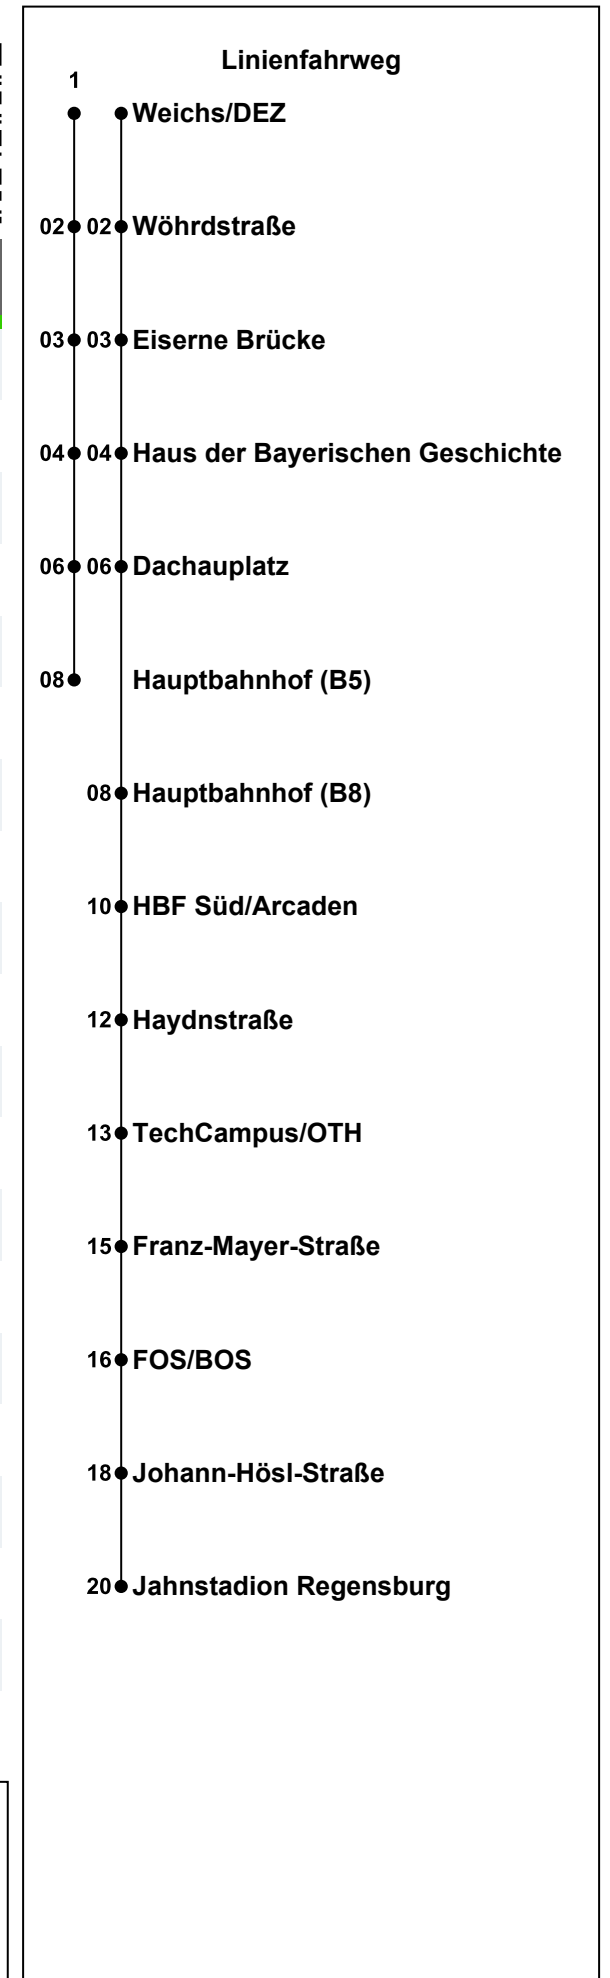 Linienfahrweg
1
Weichs/DEZ
02 02 Wöhrdstraße
03 03 Eiserne Brücke
04 04 Haus der Bayerischen Geschichte
06 06 Dachauplatz
08 Hauptbahnhof (B5)
08 Hauptbahnhof (B8)
10 HBF Süd/Arcaden
12 Haydnstraße
13 TechCampus/OTH
15 Franz-Mayer-Straße
16 FOS/BOS
18 Johann-Hösl-Straße
20 Jahnstadion Regensburg